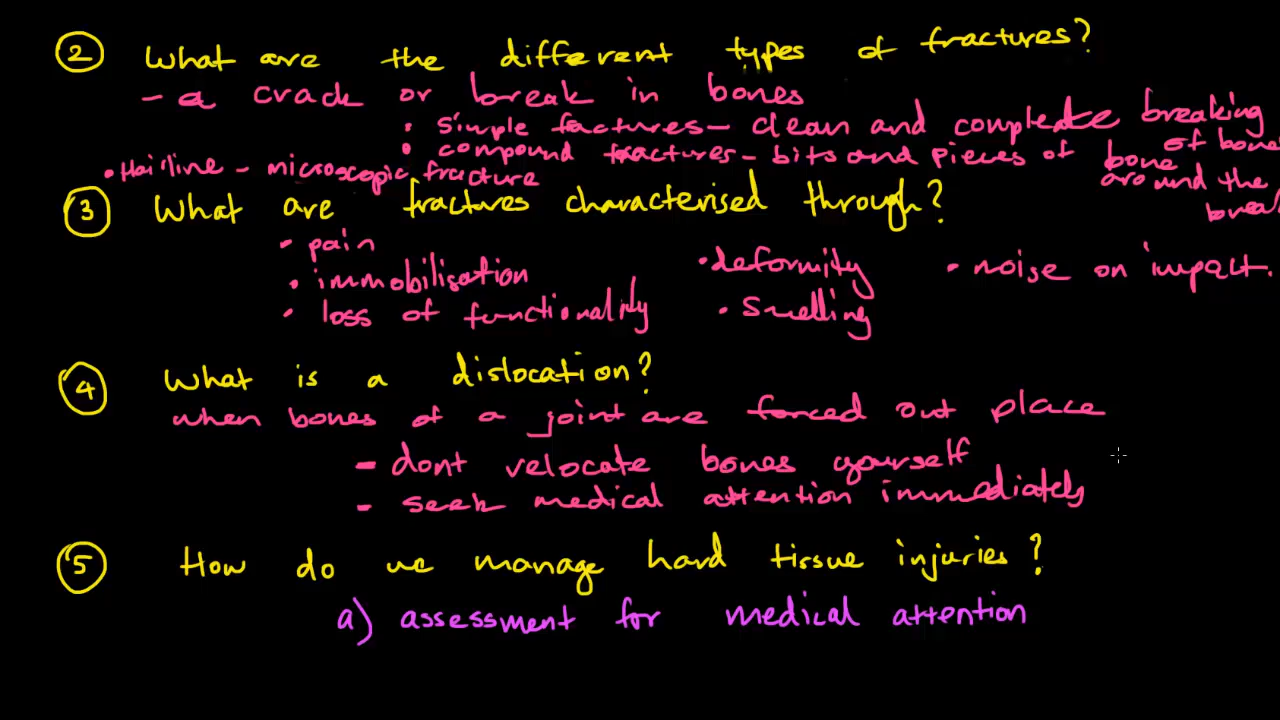 ② What are the different types of fractures?
- a crack or break in bones
• simple fractures - clean and compleate breaking of bone
• compound fractures - bits and pieces of bone around the break
• Hairline - microscopic fracture
③ What are fractures characterised through?
• pain
• immobilisation
• loss of functionality
• deformity
• swelling
• noise on impact.
④ What is a dislocation?
when bones of a joint are forced out place
- dont relocate bones yourself
- seek medical attention immediately
⑤ How do we manage hard tissue injuries?
a) assessment for medical attention